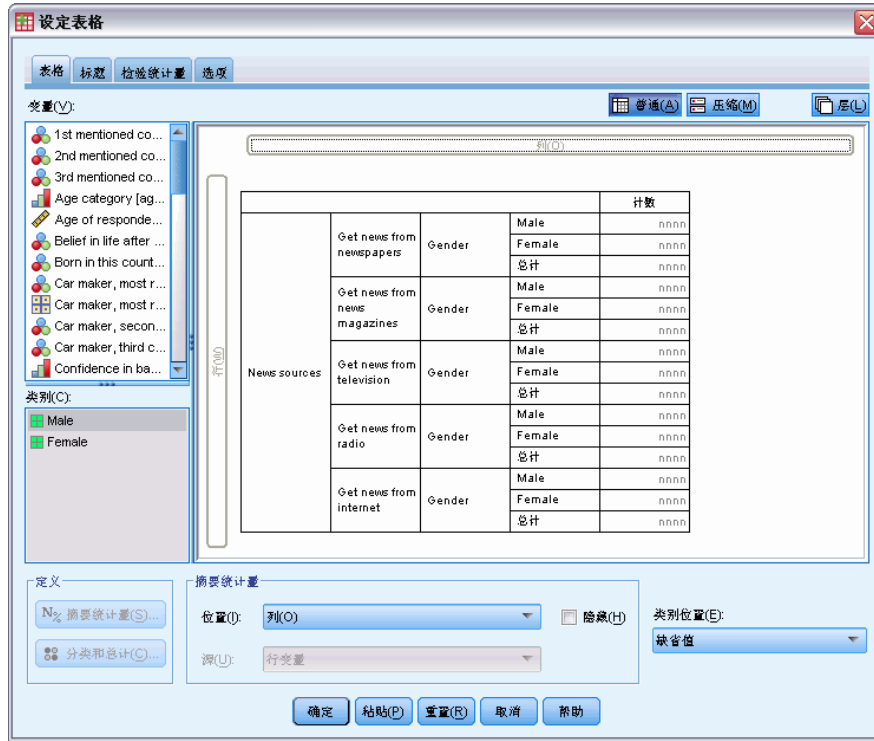 设定表格
表格 标题 检验统计量 选项
变量(V):
普通(A) 压缩(M) 层(L)
1st mentioned co...
2nd mentioned co...
3rd mentioned co...
Age category [ag...
Age of responde...
Belief in life after ...
Born in this count...
Car maker, most r...
Car maker, most r...
Car maker, secon...
Car maker, third c...
Confidence in ba...
类别(C):
Male
Female
列(O)
行(W)
计数
News sources
Get news from newspapers Gender Male nnnn
Female nnnn
总计 nnnn
Get news from news magazines Gender Male nnnn
Female nnnn
总计 nnnn
Get news from television Gender Male nnnn
Female nnnn
总计 nnnn
Get news from radio Gender Male nnnn
Female nnnn
总计 nnnn
Get news from internet Gender Male nnnn
Female nnnn
总计 nnnn
定义
N% 摘要统计量(S)...
分类和总计(C)...
摘要统计量
位置(I): 列(O) 隐藏(H)
源(U): 行变量
类别位置(E):
缺省值
确定 粘贴(P) 重置(R) 取消 帮助